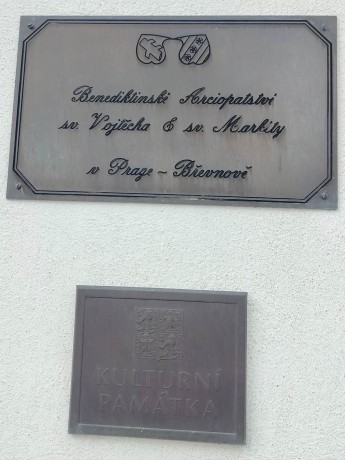 Benediktinské Arciopatství
sv. Vojtěcha & sv. Markéty
v Praze - Břevnově
KULTURNÍ
PAMÁTKA